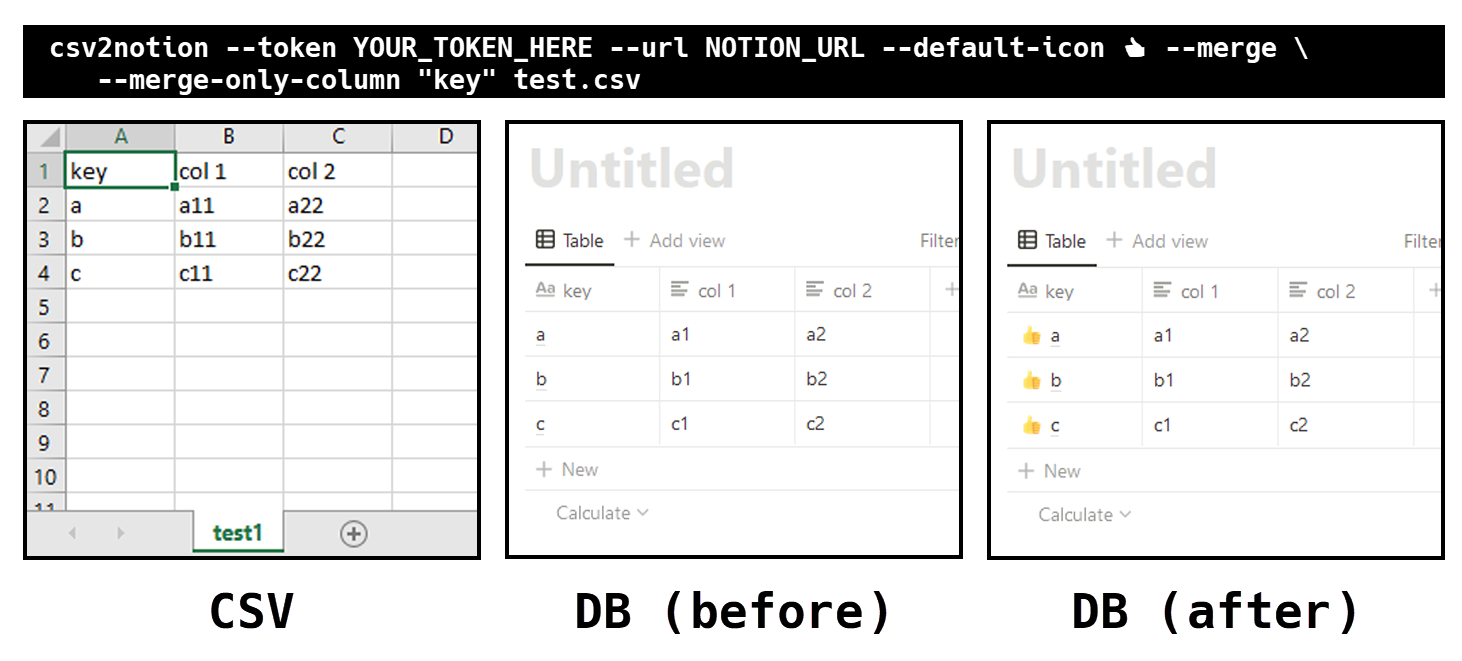 csv2notion --token YOUR_TOKEN_HERE --url NOTION_URL --default-icon 👍 --merge \
--merge-only-column "key" test.csv
A B C D
1 key col 1 col 2
2 a a11 a22
3 b b11 b22
4 c c11 c22
5
6
7
8
9
10
11
test1
Untitled
Table + Add view Filter
Aa key col 1 col 2 +
a a1 a2
b b1 b2
c c1 c2
+ New
Calculate
Untitled
Table + Add view Filter
Aa key col 1 col 2 +
👍 a a1 a2
👍 b b1 b2
👍 c c1 c2
+ New
Calculate
CSV
DB (before)
DB (after)